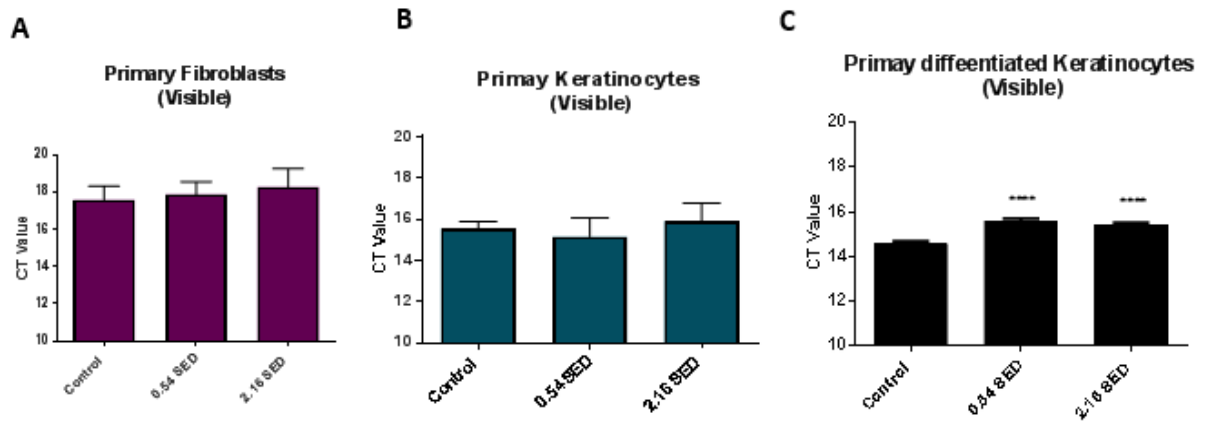 A
Primary Fibroblasts
(Visible)
CT Value
20
18
16
14
12
10
Control
0.54 SED
2.16 SED
B
Primay Keratinocytes
(Visible)
CT Value
20
18
16
14
12
10
Control
0.54 SED
2.16 SED
C
Primay diffeentiated Keratinocytes
(Visible)
CT Value
20
18
16
14
12
10
****
****
Control
0.54 SED
2.16 SED